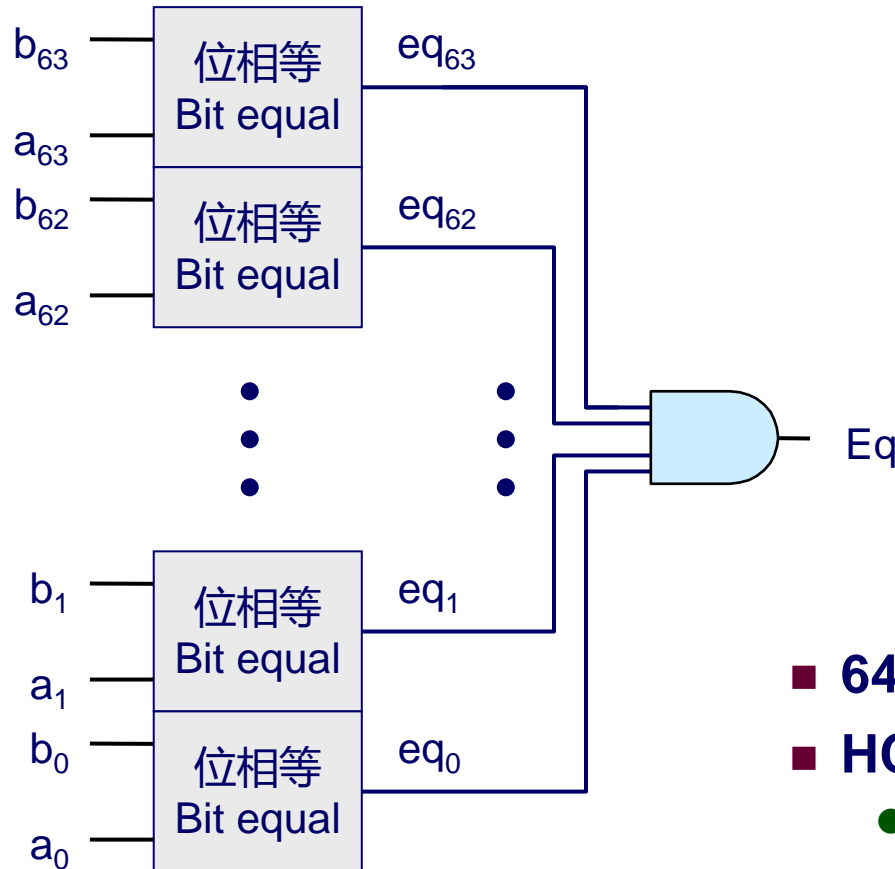 b₆₃
位相等
Bit equal
eq₆₃
a₆₃
b₆₂
位相等
Bit equal
eq₆₂
a₆₂
Eq
b₁
位相等
Bit equal
eq₁
a₁
b₀
位相等
Bit equal
eq₀
a₀
■ 64
■ HC
●